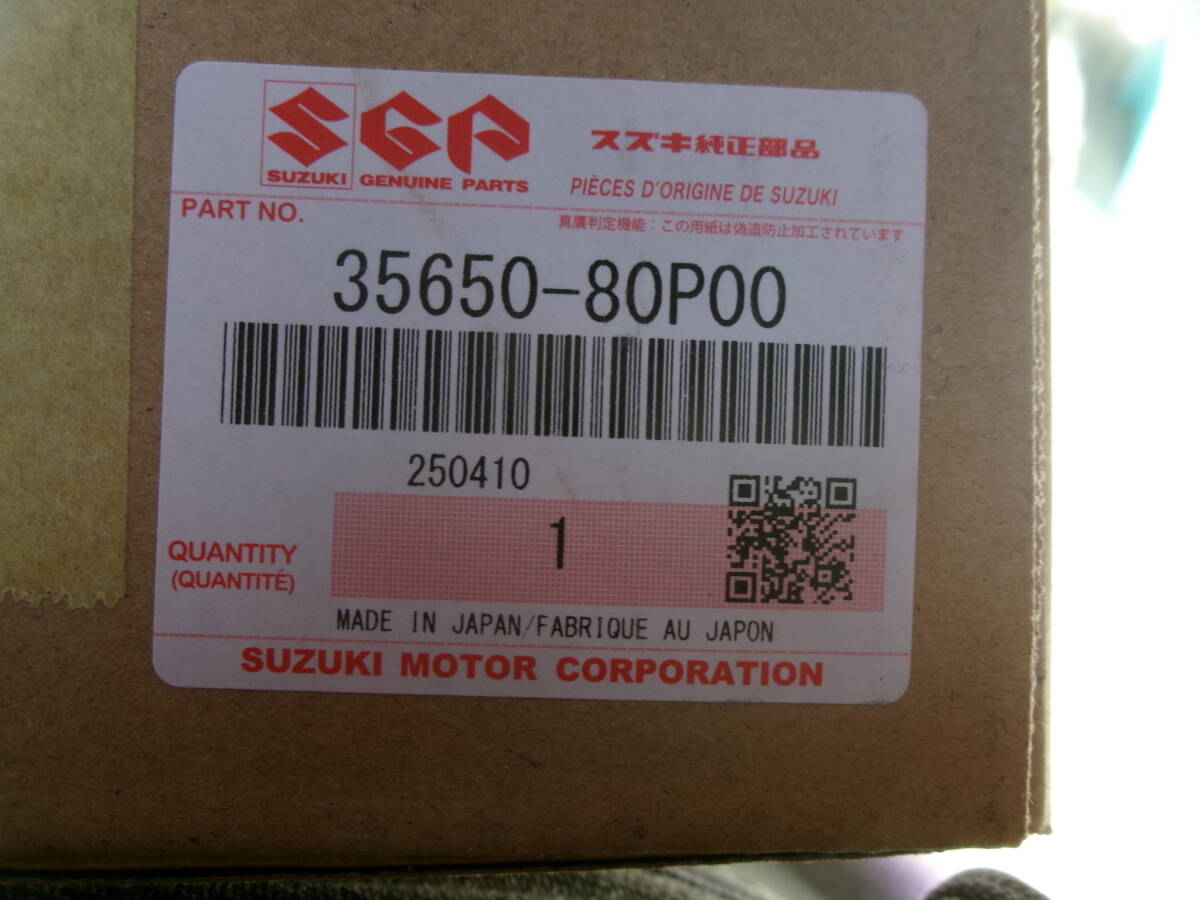 SUZUKI
SGP
GENUINE PARTS
スズキ純正部品
PIÈCES D'ORIGINE DE SUZUKI
PART NO.
真贋判定機能：この用紙は偽造防止加工されています
35650-80P00
250410
QUANTITY
(QUANTITÉ)
1
MADE IN JAPAN/FABRIQUE AU JAPON
SUZUKI MOTOR CORPORATION